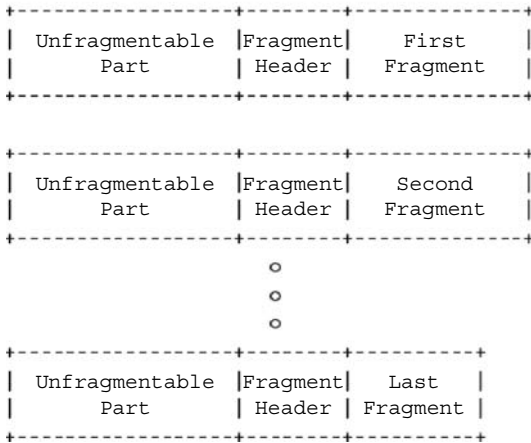 +------------------+--------+--------------+
|  Unfragmentable  |Fragment|    First     |
|       Part       | Header |   Fragment   |
+------------------+--------+--------------+
+------------------+--------+--------------+
|  Unfragmentable  |Fragment|    Second    |
|       Part       | Header |   Fragment   |
+------------------+--------+--------------+
o
o
o
+------------------+--------+----------+
|  Unfragmentable  |Fragment|   Last   |
|       Part       | Header | Fragment |
+------------------+--------+----------+